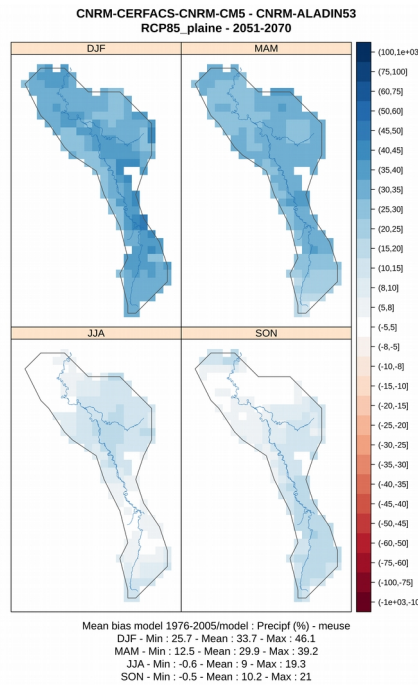 CNRM-CERFACS-CNRM-CM5 - CNRM-ALADIN53
RCP85_plaine - 2051-2070
DJF
MAM
JJA
SON
(100,1e+03
(75,100]
(60,75]
(50,60]
(45,50]
(40,45]
(35,40]
(30,35]
(25,30]
(20,25]
(15,20]
(10,15]
(8,10]
(5,8]
(-5,5]
(-8,-5]
(-10,-8]
(-15,-10]
(-20,-15]
(-25,-20]
(-30,-25]
(-35,-30]
(-40,-35]
(-45,-40]
(-50,-45]
(-60,-50]
(-75,-60]
(-100,-75]
(-1e+03,-10
Mean bias model 1976-2005/model : Precipf (%) - meuse
DJF - Min : 25.7 - Mean : 33.7 - Max : 46.1
MAM - Min : 12.5 - Mean : 29.9 - Max : 39.2
JJA - Min : -0.6 - Mean : 9 - Max : 19.3
SON - Min : -0.5 - Mean : 10.2 - Max : 21